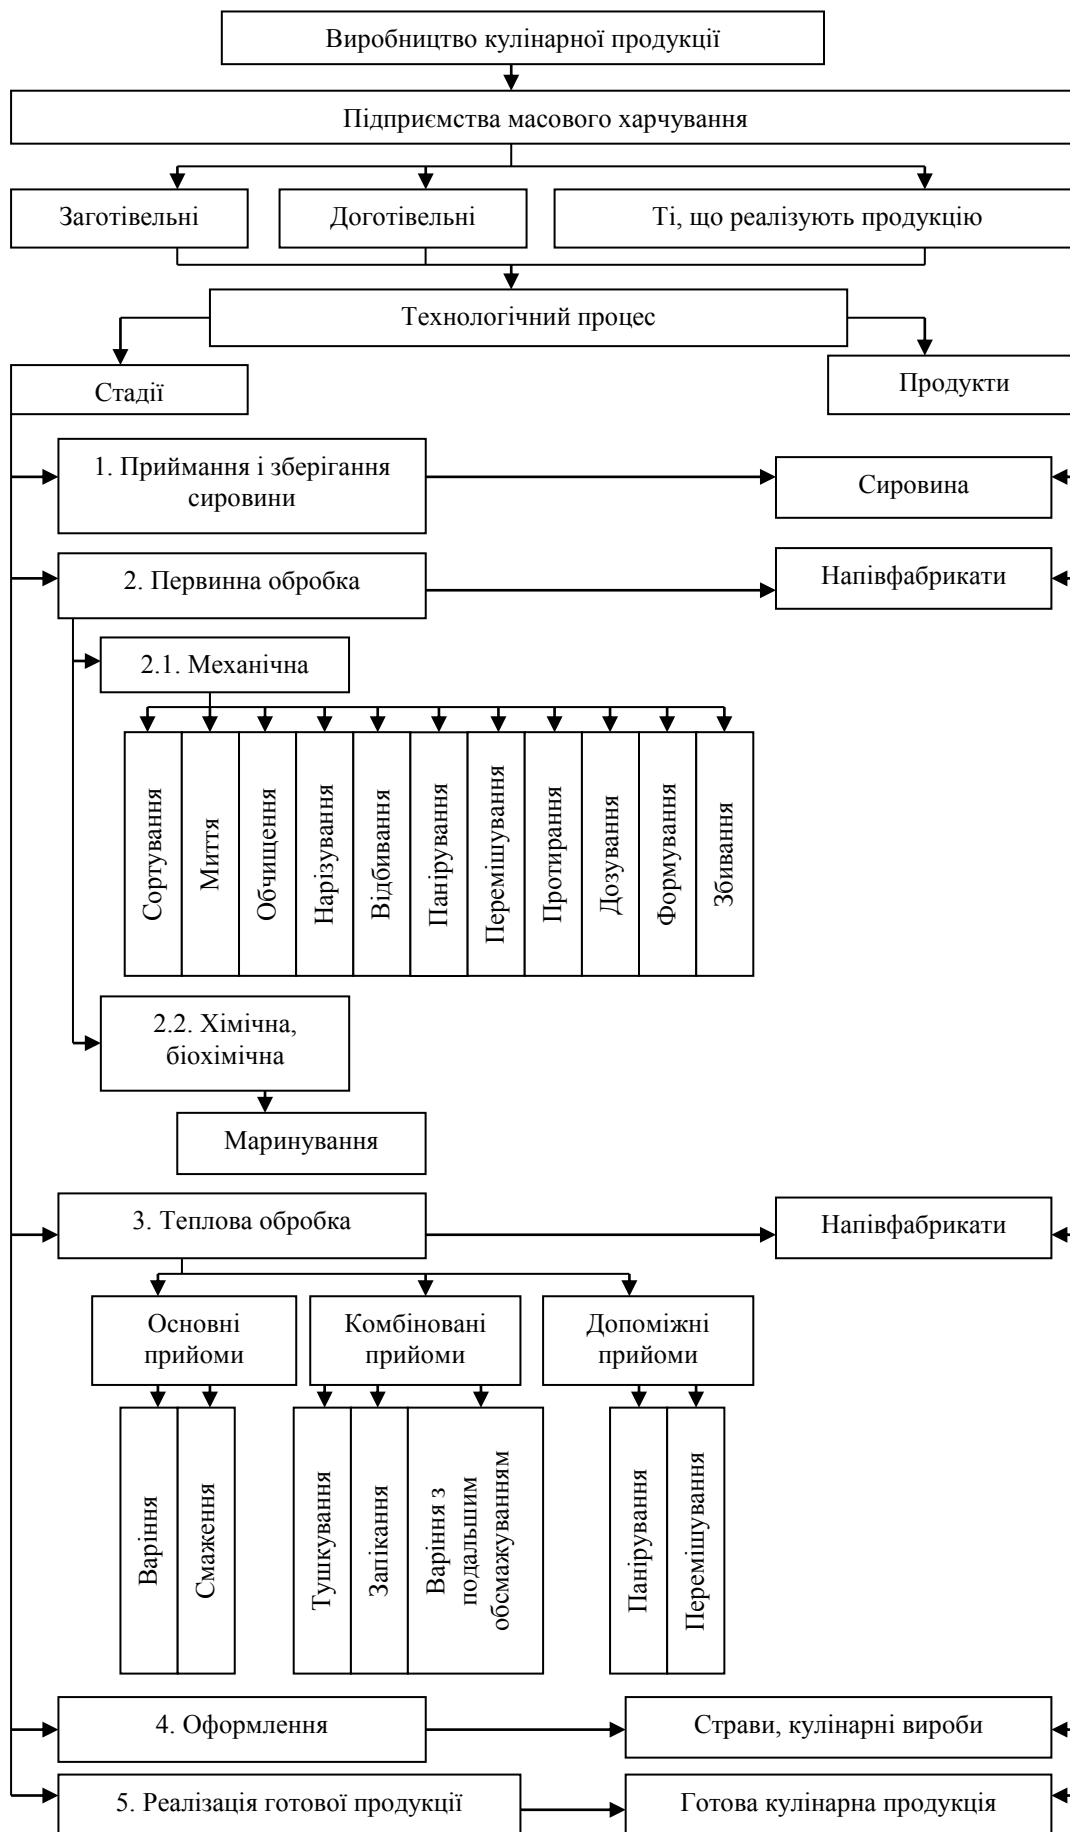 Виробництво кулінарної продукції
Підприємства масового харчування
Заготівельні
Доготівельні
Ті, що реалізують продукцію
Технологічний процес
Стадії
Продукти
1. Приймання і зберігання
сировини
Сировина
2. Первинна обробка
Напівфабрикати
2.1. Механічна
Сортування
Миття
Обчищення
Нарізування
Відбивання
Панірування
Перемішування
Протирання
Дозування
Формування
Збивання
2.2. Хімічна,
біохімічна
Маринування
3. Теплова обробка
Напівфабрикати
Основні
прийоми
Комбіновані
прийоми
Допоміжні
прийоми
Варіння
Смаження
Тушкування
Запікання
Варіння з
подальшим
обсмажуванням
Панірування
Перемішування
4. Оформлення
Страви, кулінарні вироби
5. Реалізація готової продукції
Готова кулінарна продукція